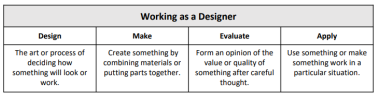 Working as a Designer
Design Make Evaluate Apply
The art or process of Create something by Form an opinion of the Use something or make
deciding how combining materials or value or quality of something work in a
something will look or putting parts together. something after careful particular situation.
work. thought.